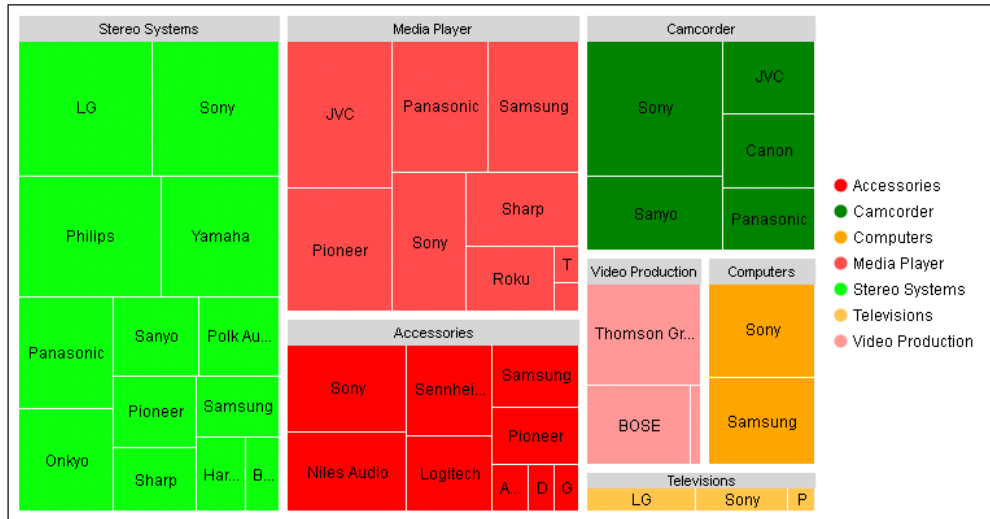 Stereo Systems
LG
Sony
Philips
Yamaha
Panasonic
Sanyo
Polk Au...
Onkyo
Pioneer
Samsung
Sharp
Har...
B...
Media Player
JVC
Panasonic
Samsung
Pioneer
Sony
Sharp
Roku
T
Accessories
Sony
Sennhei...
Samsung
Niles Audio
Logitech
Pioneer
A...
D
G
Camcorder
Sony
JVC
Canon
Sanyo
Panasonic
Video Production
Thomson Gr...
BOSE
Computers
Sony
Samsung
Televisions
LG
Sony
P
Accessories
Camcorder
Computers
Media Player
Stereo Systems
Televisions
Video Production